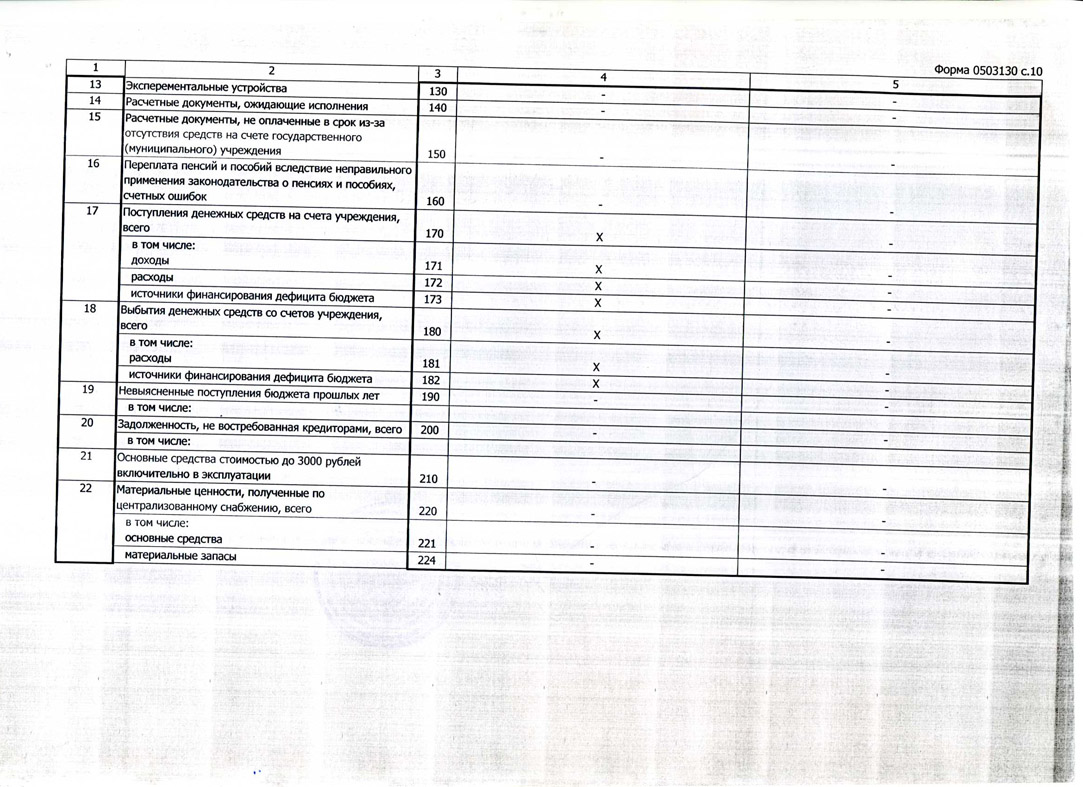 Форма 0503130 с.10
1 2 3 4 5
13 Эксперементальные устройства 130 - -
14 Расчетные документы, ожидающие исполнения 140 - -
15 Расчетные документы, не оплаченные в срок из-за
отсутствия средств на счете государственного
(муниципального) учреждения 150 - -
16 Переплата пенсий и пособий вследствие неправильного
применения законодательства о пенсиях и пособиях,
счетных ошибок 160 - -
17 Поступления денежных средств на счета учреждения,
всего 170 X -
в том числе:
доходы 171 X -
расходы 172 X -
источники финансирования дефицита бюджета 173 X -
18 Выбытия денежных средств со счетов учреждения,
всего 180 X -
в том числе:
расходы 181 X -
источники финансирования дефицита бюджета 182 X -
19 Невыясненные поступления бюджета прошлых лет 190 - -
в том числе:
20 Задолженность, не востребованная кредиторами, всего 200 - -
в том числе:
21 Основные средства стоимостью до 3000 рублей
включительно в эксплуатации 210 - -
22 Материальные ценности, полученные по
централизованному снабжению, всего 220 - -
в том числе:
основные средства 221 - -
материальные запасы 224 - -